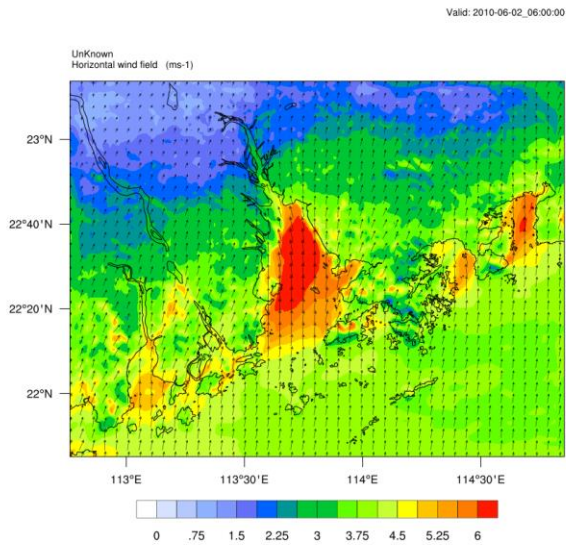 Valid: 2010-06-02_06:00:00
UnKnown
Horizontal wind field (ms-1)
23°N
22°40'N
22°20'N
22°N
113°E
113°30'E
114°E
114°30'E
0 .75 1.5 2.25 3 3.75 4.5 5.25 6